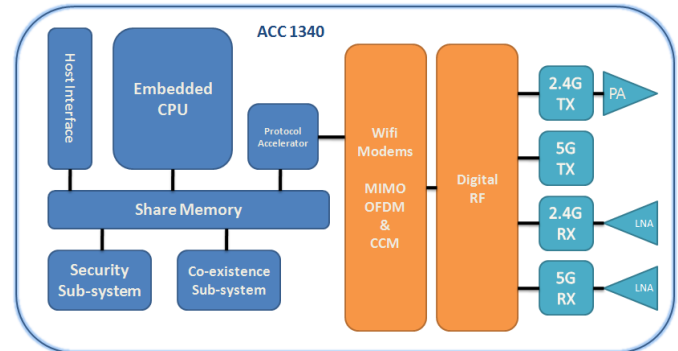 ACC 1340
Host Interface
Embedded
CPU
Protocol
Accelerator
Share Memory
Security
Sub-system
Co-existence
Sub-system
Wifi
Modems
MIMO
OFDM
&
CCM
Digital
RF
2.4G
TX
PA
5G
TX
2.4G
RX
LNA
5G
RX
LNA